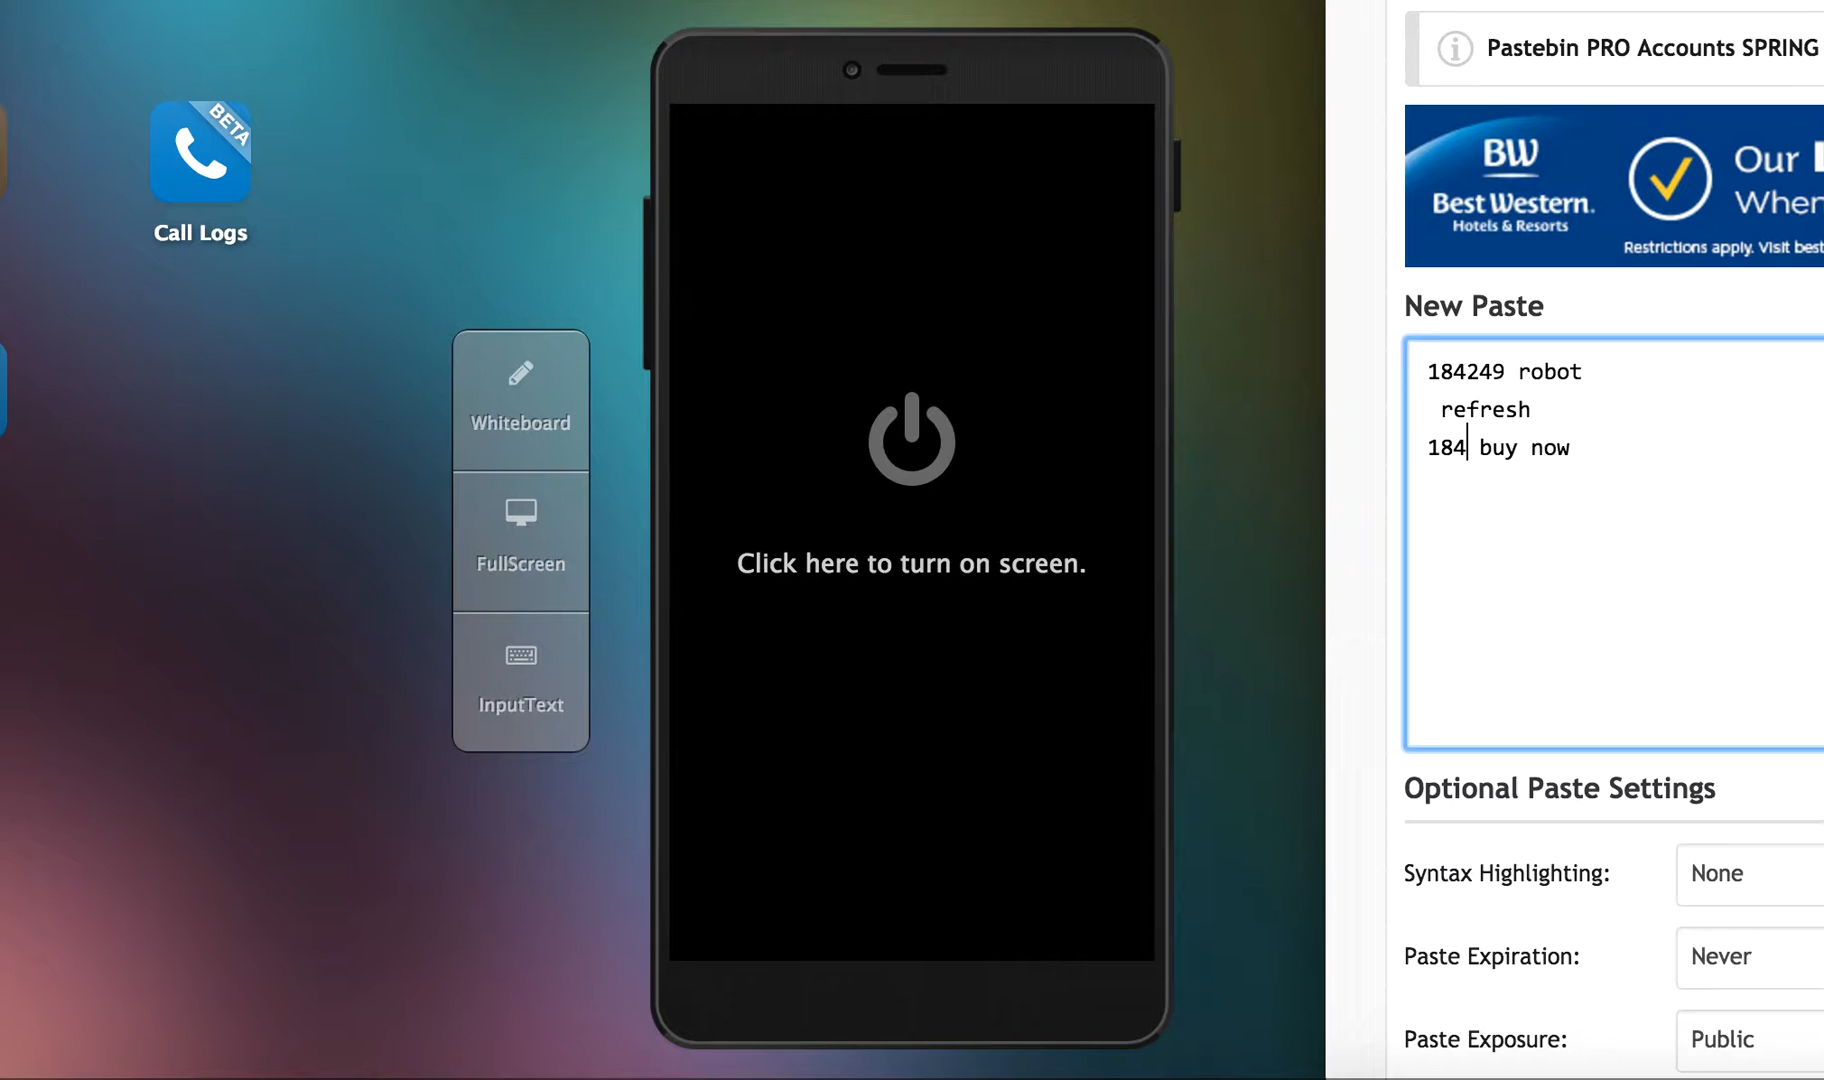 BETA
Call Logs
Whiteboard
FullScreen
InputText
Click here to turn on screen.
Pastebin PRO Accounts SPRING
BW
Best Western.
Hotels & Resorts
Our
When
Restrictions apply. Visit best
New Paste
184249 robot
refresh
184 buy now
Optional Paste Settings
Syntax Highlighting:
None
Paste Expiration:
Never
Paste Exposure:
Public